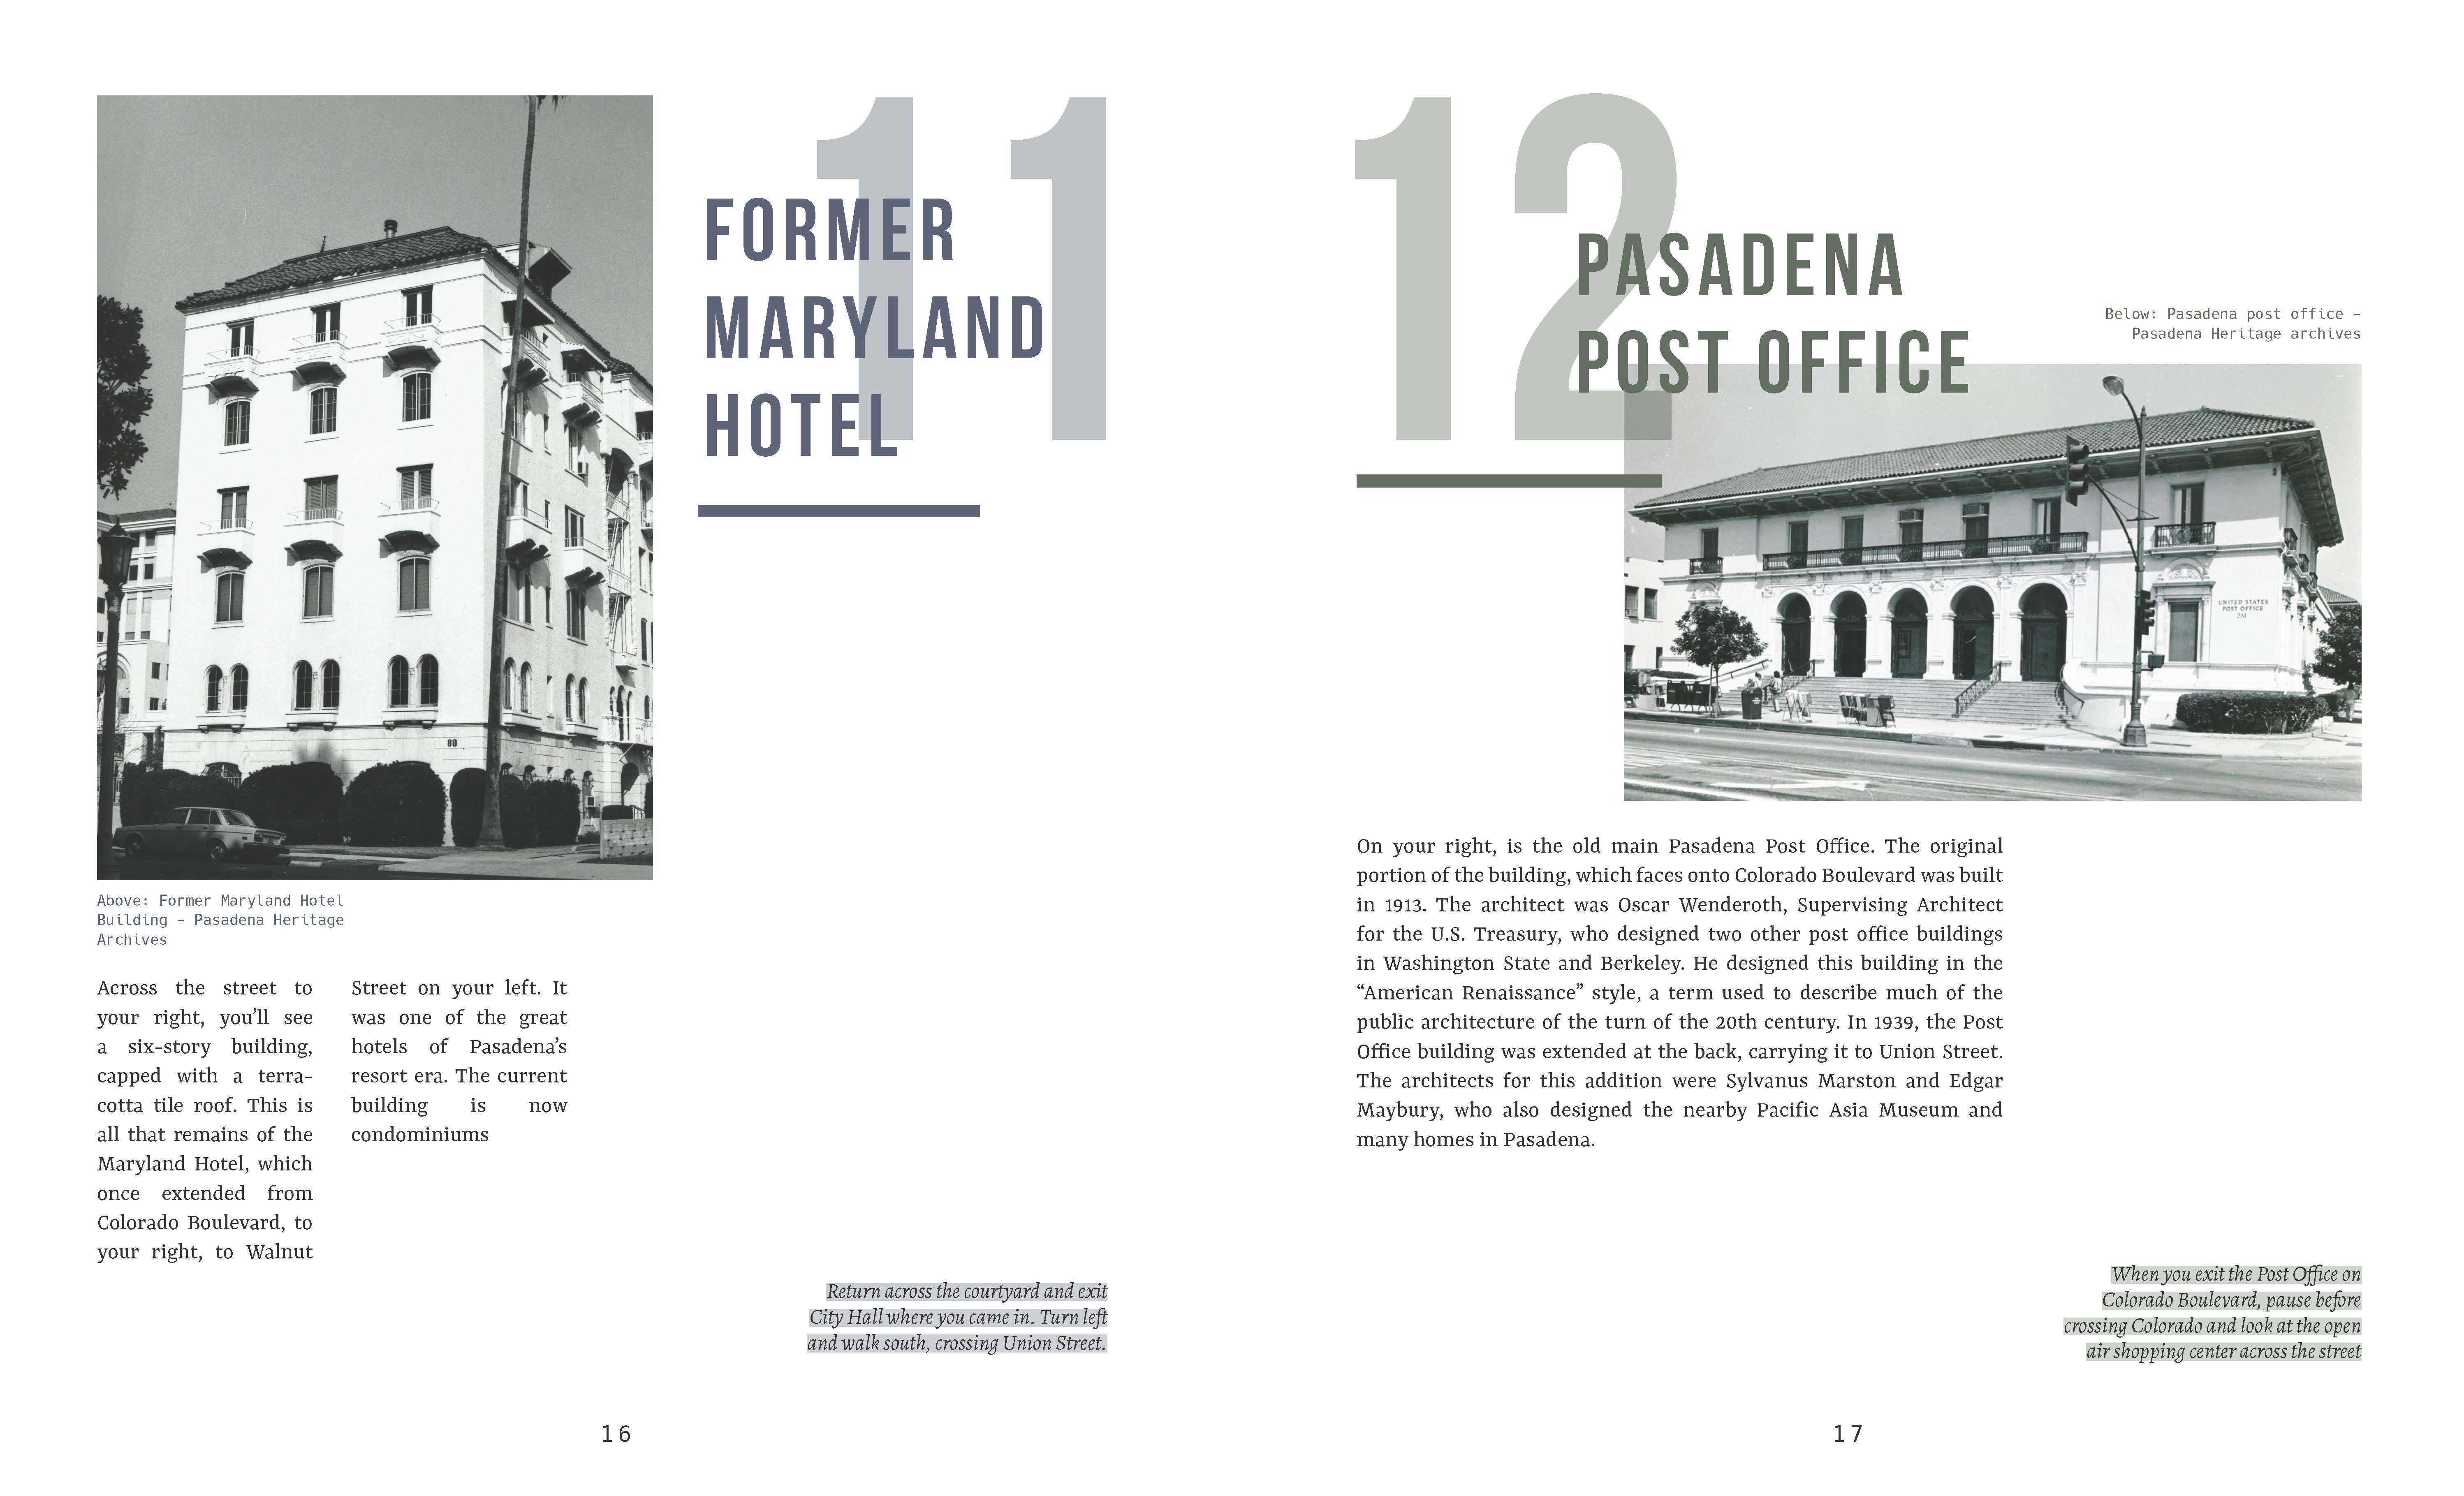 11
FORMER
MARYLAND
HOTEL
80
Above: Former Maryland Hotel
Building – Pasadena Heritage
Archives
Across the street to
your right, you’ll see
a six-story building,
capped with a terra-
cotta tile roof. This is
all that remains of the
Maryland Hotel, which
once extended from
Colorado Boulevard, to
your right, to Walnut
Street on your left. It
was one of the great
hotels of Pasadena’s
resort era. The current
building is now
condominiums
Return across the courtyard and exit
City Hall where you came in. Turn left
and walk south, crossing Union Street.
16
12
PASADENA
POST OFFICE
Below: Pasadena post office –
Pasadena Heritage archives
UNITED STATES
POST OFFICE
281
On your right, is the old main Pasadena Post Office. The original
portion of the building, which faces onto Colorado Boulevard was built
in 1913. The architect was Oscar Wenderoth, Supervising Architect
for the U.S. Treasury, who designed two other post office buildings
in Washington State and Berkeley. He designed this building in the
“American Renaissance” style, a term used to describe much of the
public architecture of the turn of the 20th century. In 1939, the Post
Office building was extended at the back, carrying it to Union Street.
The architects for this addition were Sylvanus Marston and Edgar
Maybury, who also designed the nearby Pacific Asia Museum and
many homes in Pasadena.
When you exit the Post Office on
Colorado Boulevard, pause before
crossing Colorado and look at the open
air shopping center across the street
17